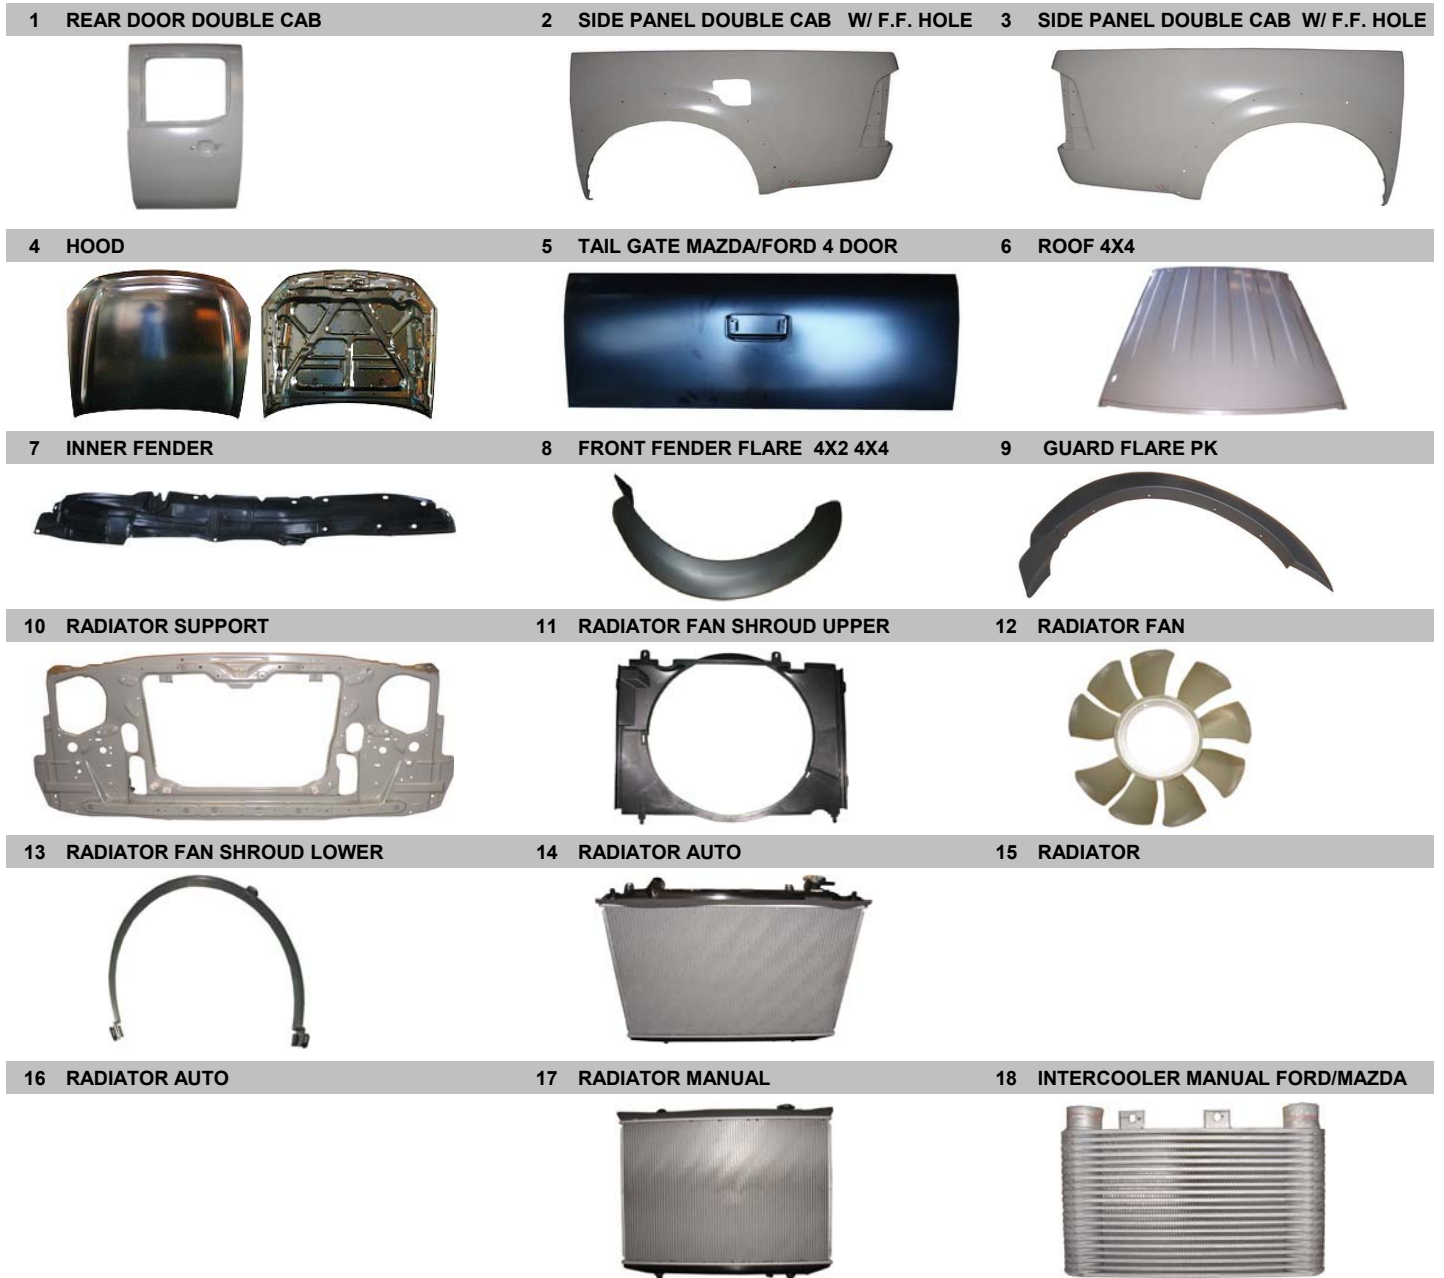 1 REAR DOOR DOUBLE CAB 2 SIDE PANEL DOUBLE CAB W/ F.F. HOLE 3 SIDE PANEL DOUBLE CAB W/ F.F. HOLE
4 HOOD 5 TAIL GATE MAZDA/FORD 4 DOOR 6 ROOF 4X4
7 INNER FENDER 8 FRONT FENDER FLARE 4X2 4X4 9 GUARD FLARE PK
10 RADIATOR SUPPORT 11 RADIATOR FAN SHROUD UPPER 12 RADIATOR FAN
13 RADIATOR FAN SHROUD LOWER 14 RADIATOR AUTO 15 RADIATOR
16 RADIATOR AUTO 17 RADIATOR MANUAL 18 INTERCOOLER MANUAL FORD/MAZDA